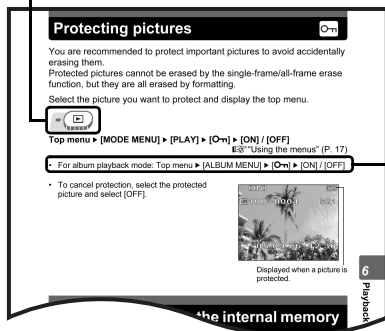 Protecting pictures
You are recommended to protect important pictures to avoid accidentally
erasing them.
Protected pictures cannot be erased by the single-frame/all-frame erase
function, but they are all erased by formatting.
Select the picture you want to protect and display the top menu.
Top menu ▶ [MODE MENU] ▶ [PLAY] ▶ [] ▶ [ON] / [OFF]
"Using the menus" (P. 17)
• For album playback mode: Top menu ▶ [ALBUM MENU] ▶ [] ▶ [ON] / [OFF]
• To cancel protection, select the protected
picture and select [OFF].
Displayed when a picture is
protected.
6
Playback
the internal memory